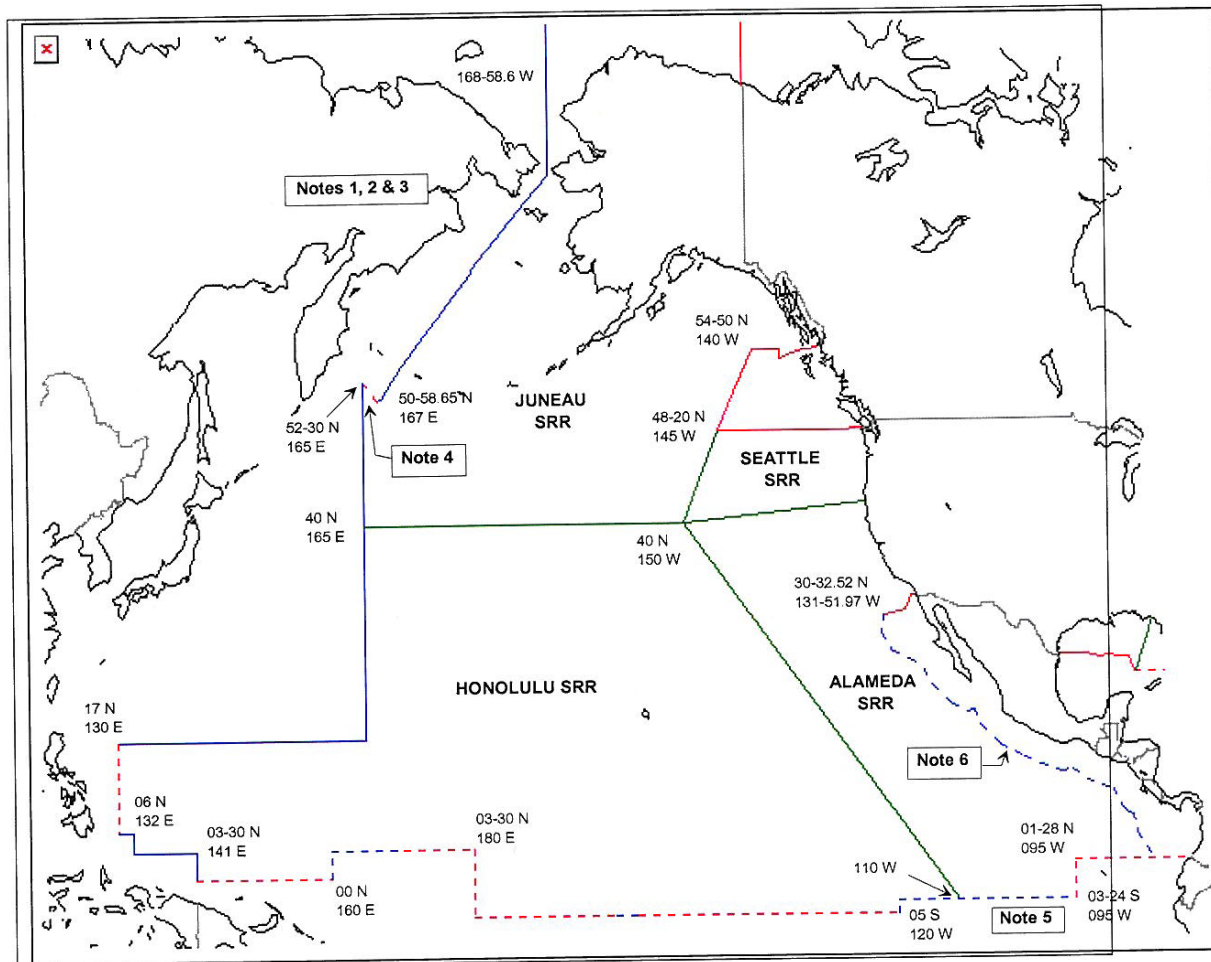 168-58.6 W
Notes 1, 2 & 3
54-50 N
140 W
50-58.65 N
167 E
JUNEAU
SRR
52-30 N
165 E
Note 4
48-20 N
145 W
SEATTLE
SRR
40 N
165 E
40 N
150 W
30-32.52 N
131-51.97 W
HONOLULU SRR
ALAMEDA
SRR
17 N
130 E
Note 6
06 N
132 E
03-30 N
141 E
03-30 N
180 E
01-28 N
095 W
110 W
00 N
160 E
05 S
120 W
Note 5
03-24 S
095 W